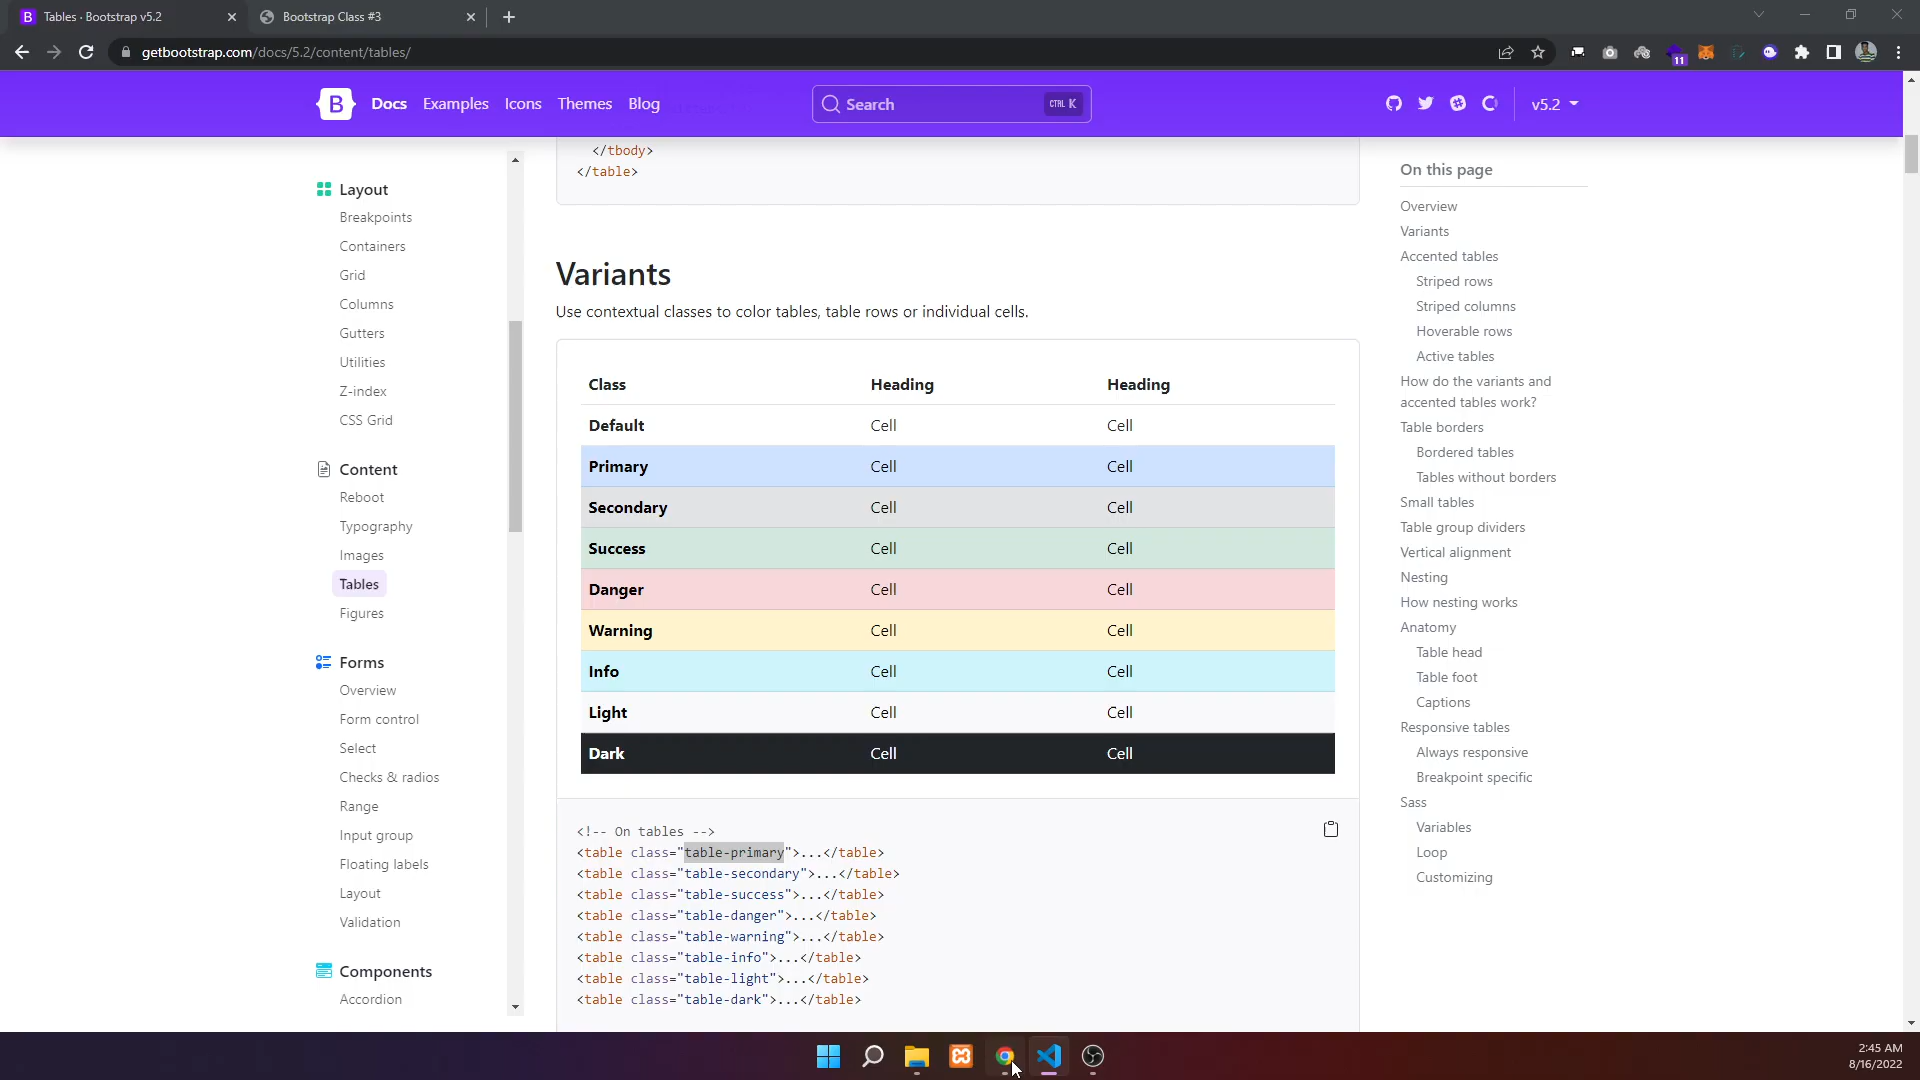 Tables · Bootstrap v5.2
Bootstrap Class #3
getbootstrap.com/docs/5.2/content/tables/
11
B
Docs
Examples
Icons
Themes
Blog
Search
CTRL K
v5.2
Layout
Breakpoints
Containers
Grid
Columns
Gutters
Utilities
Z-index
CSS Grid
Content
Reboot
Typography
Images
Tables
Figures
Forms
Overview
Form control
Select
Checks & radios
Range
Input group
Floating labels
Layout
Validation
Components
Accordion
</tbody>
</table>
Variants
Use contextual classes to color tables, table rows or individual cells.
Class Heading Heading
Default Cell Cell
Primary Cell Cell
Secondary Cell Cell
Success Cell Cell
Danger Cell Cell
Warning Cell Cell
Info Cell Cell
Light Cell Cell
Dark Cell Cell
<!-- On tables -->
<table class="table-primary">...</table>
<table class="table-secondary">...</table>
<table class="table-success">...</table>
<table class="table-danger">...</table>
<table class="table-warning">...</table>
<table class="table-info">...</table>
<table class="table-light">...</table>
<table class="table-dark">...</table>
On this page
Overview
Variants
Accented tables
Striped rows
Striped columns
Hoverable rows
Active tables
How do the variants and
accented tables work?
Table borders
Bordered tables
Tables without borders
Small tables
Table group dividers
Vertical alignment
Nesting
How nesting works
Anatomy
Table head
Table foot
Captions
Responsive tables
Always responsive
Breakpoint specific
Sass
Variables
Loop
Customizing
2:45 AM
8/16/2022